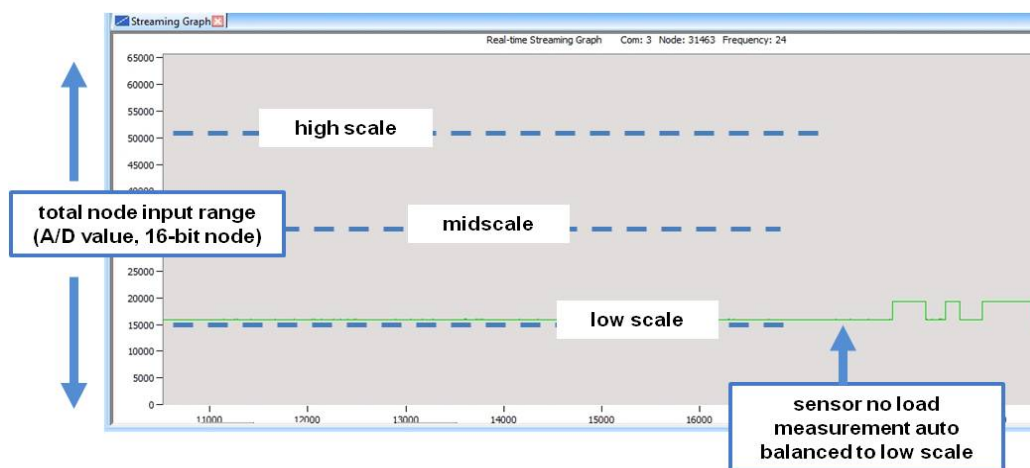 Streaming Graph
Real-time Streaming Graph Com: 3 Node: 31463 Frequency: 24
65000
60000
55000
high scale
50000
45000
total node input range
(A/D value, 16-bit node)
midscale
25000
20000
15000
low scale
10000
5000
0
11000
12000
13000
14000
15000
sensor no load
measurement auto
balanced to low scale